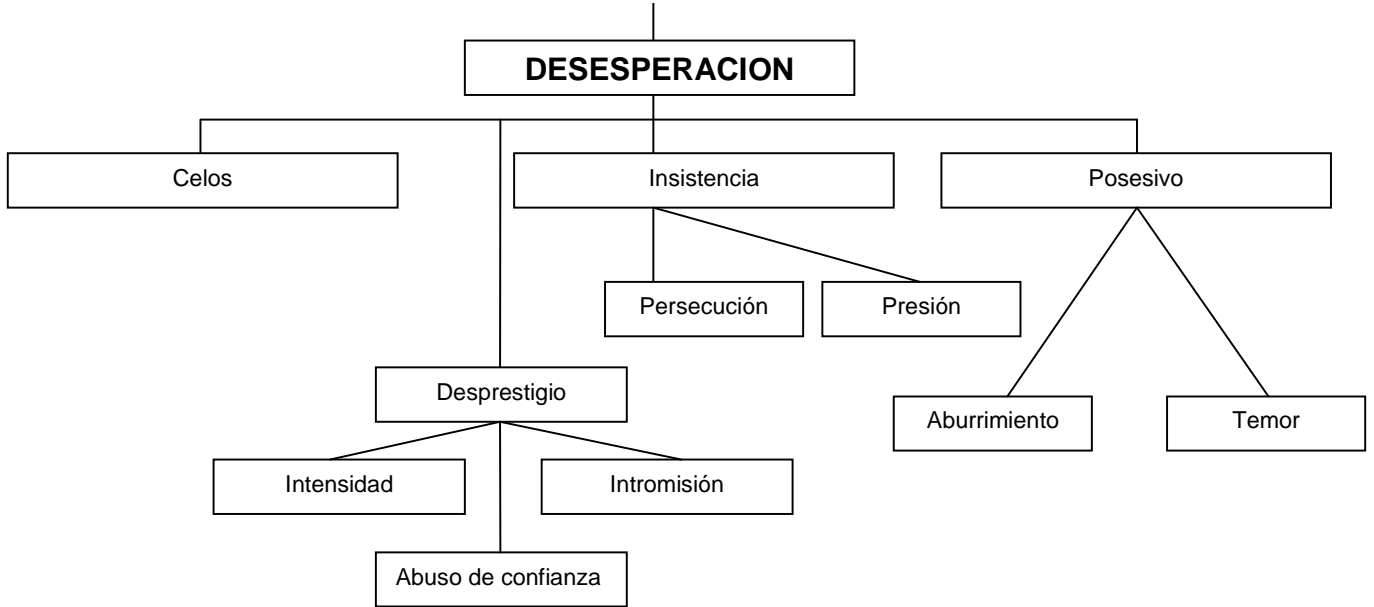 DESESPERACION
Celos
Insistencia
Posesivo
Persecución
Presión
Desprestigio
Aburrimiento
Temor
Intensidad
Intromisión
Abuso de confianza